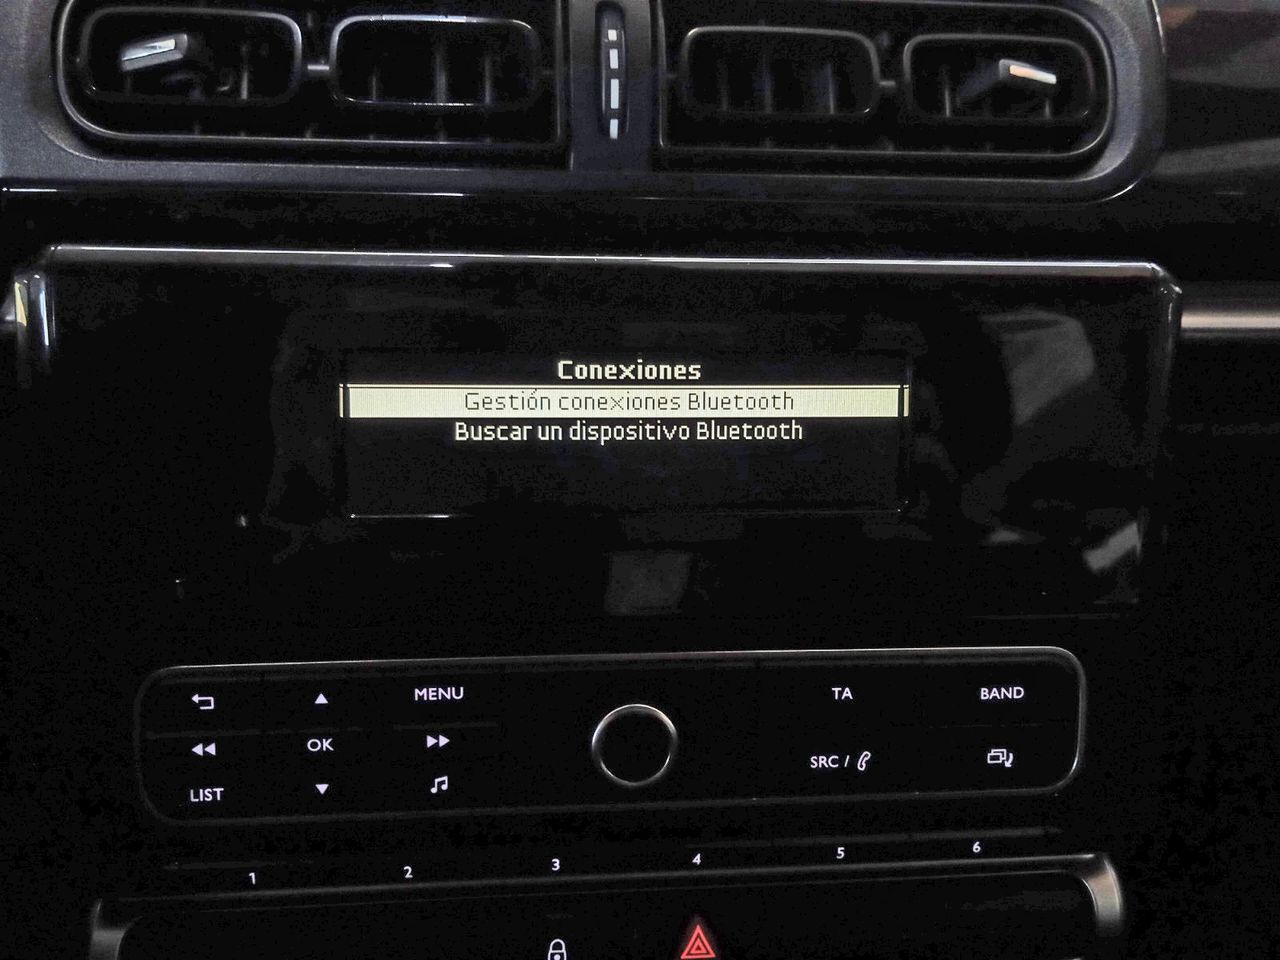 Conexiones
Gestión conexiones Bluetooth
Buscar un dispositivo Bluetooth
MENU
TA
BAND
OK
SRC /
LIST
1 2 3 4 5 6